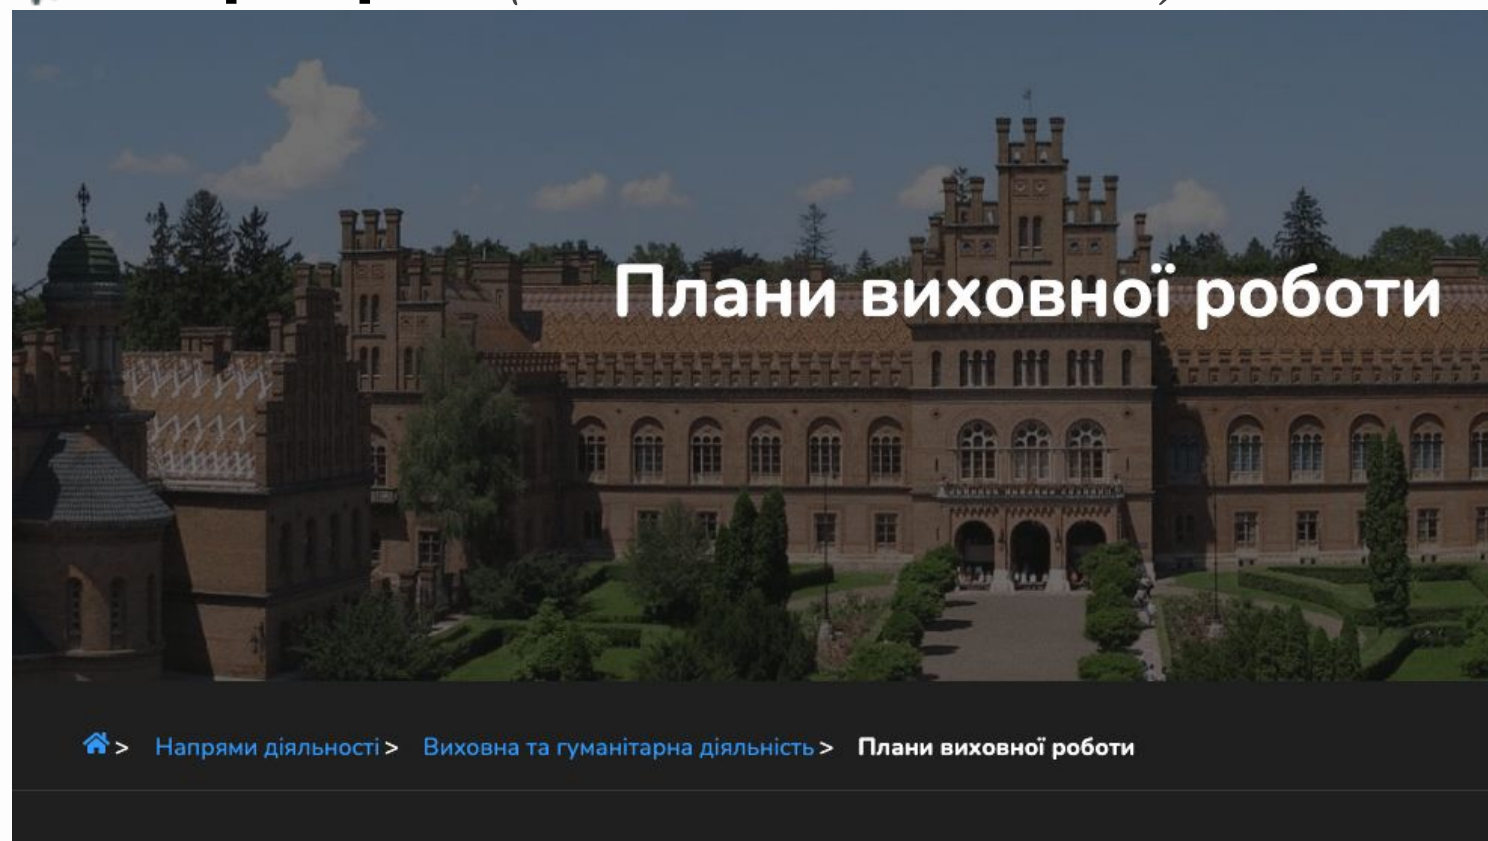 Плани виховної роботи
> Напрями діяльності > Виховна та гуманітарна діяльність > Плани виховної роботи